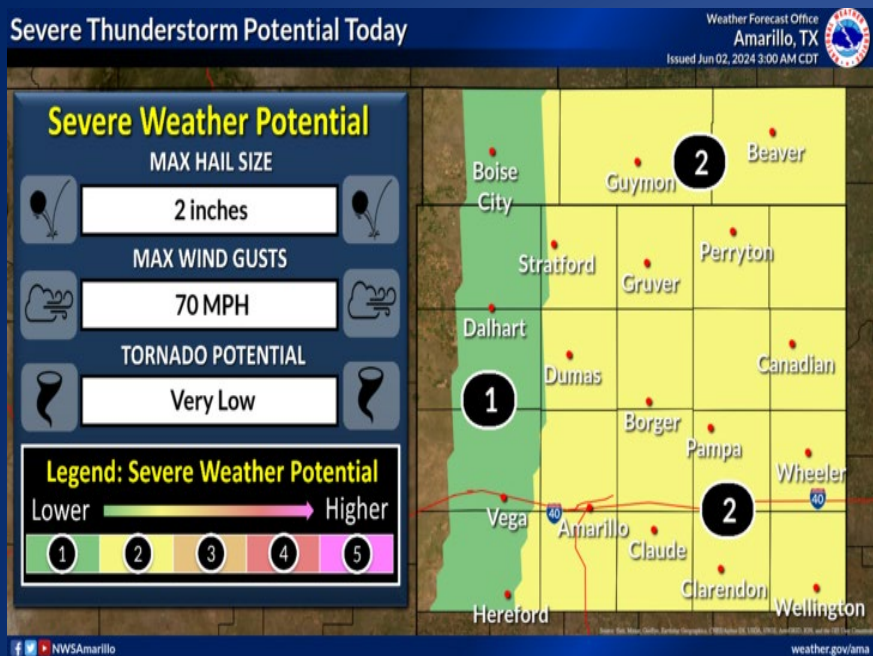 Severe Thunderstorm Potential Today
Weather Forecast Office
Amarillo, TX
Issued Jun 02, 2024 3:00 AM CDT
Severe Weather Potential
MAX HAIL SIZE
2 inches
MAX WIND GUSTS
70 MPH
TORNADO POTENTIAL
Very Low
Legend: Severe Weather Potential
Lower Higher
1 2 3 4 5
Boise
City
Guymon
2
Beaver
Stratford
Gruver
Perryton
Dalhart
Dumas
Canadian
1
Borger
Pampa
Wheeler
Vega
40
Amarillo
2
40
Claude
Clarendon
Hereford
Wellington
NWSAmarillo
weather.gov/ama